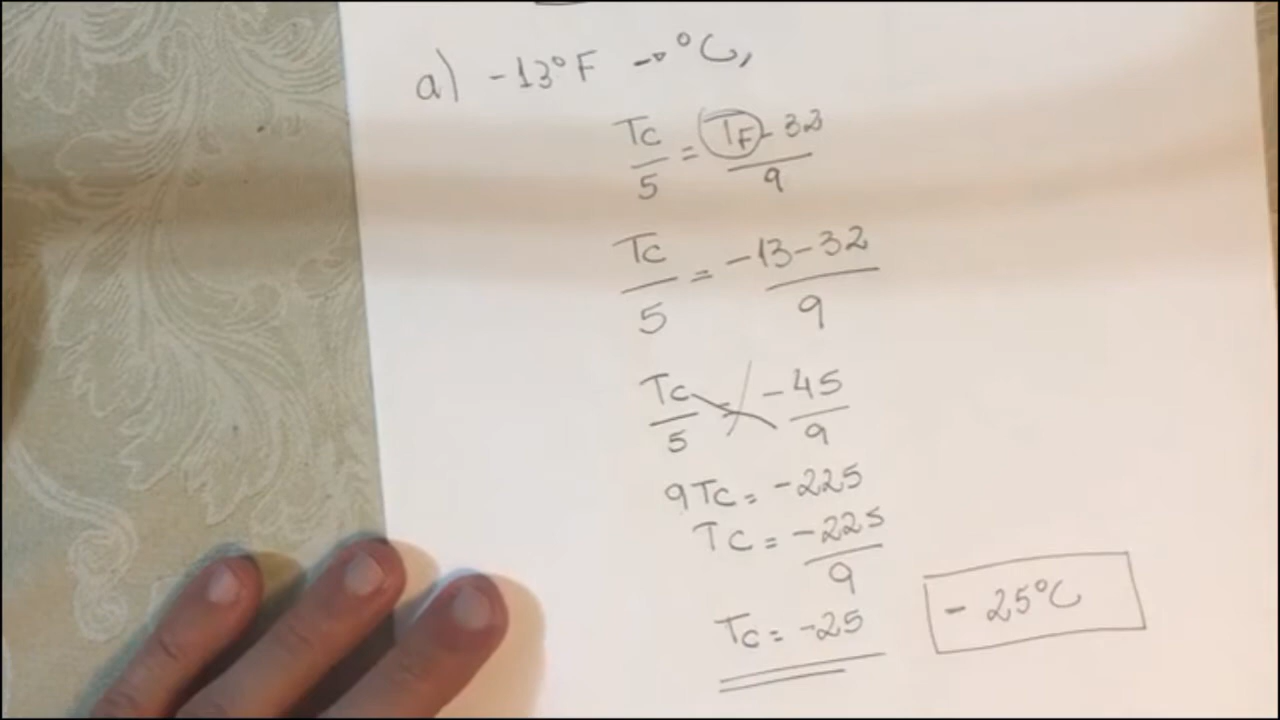 a) -13°F → °C,
Tc/5 = TF-32/9
Tc/5 = -13-32/9
Tc/5 = -45/9
9Tc = -225
Tc = -225/9
Tc = -25
- 25°C